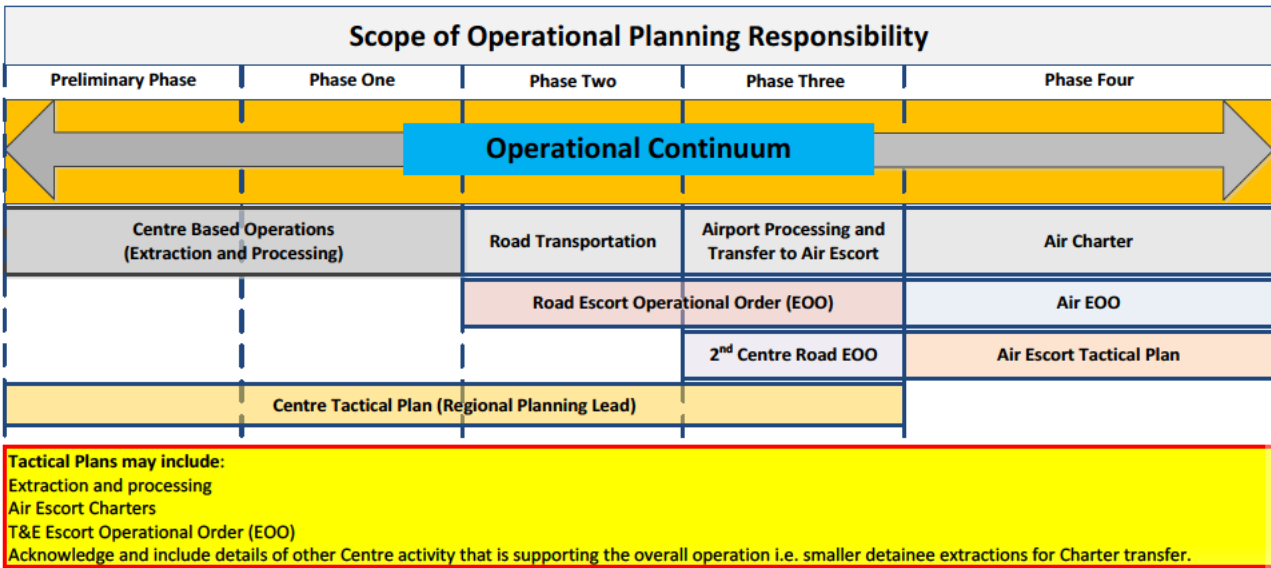 Scope of Operational Planning Responsibility
Preliminary Phase Phase One Phase Two Phase Three Phase Four
Operational Continuum
Centre Based Operations
(Extraction and Processing)
Road Transportation
Airport Processing and
Transfer to Air Escort
Air Charter
Road Escort Operational Order (EOO)
Air EOO
2nd Centre Road EOO
Air Escort Tactical Plan
Centre Tactical Plan (Regional Planning Lead)
Tactical Plans may include:
Extraction and processing
Air Escort Charters
T&E Escort Operational Order (EOO)
Acknowledge and include details of other Centre activity that is supporting the overall operation i.e. smaller detainee extractions for Charter transfer.